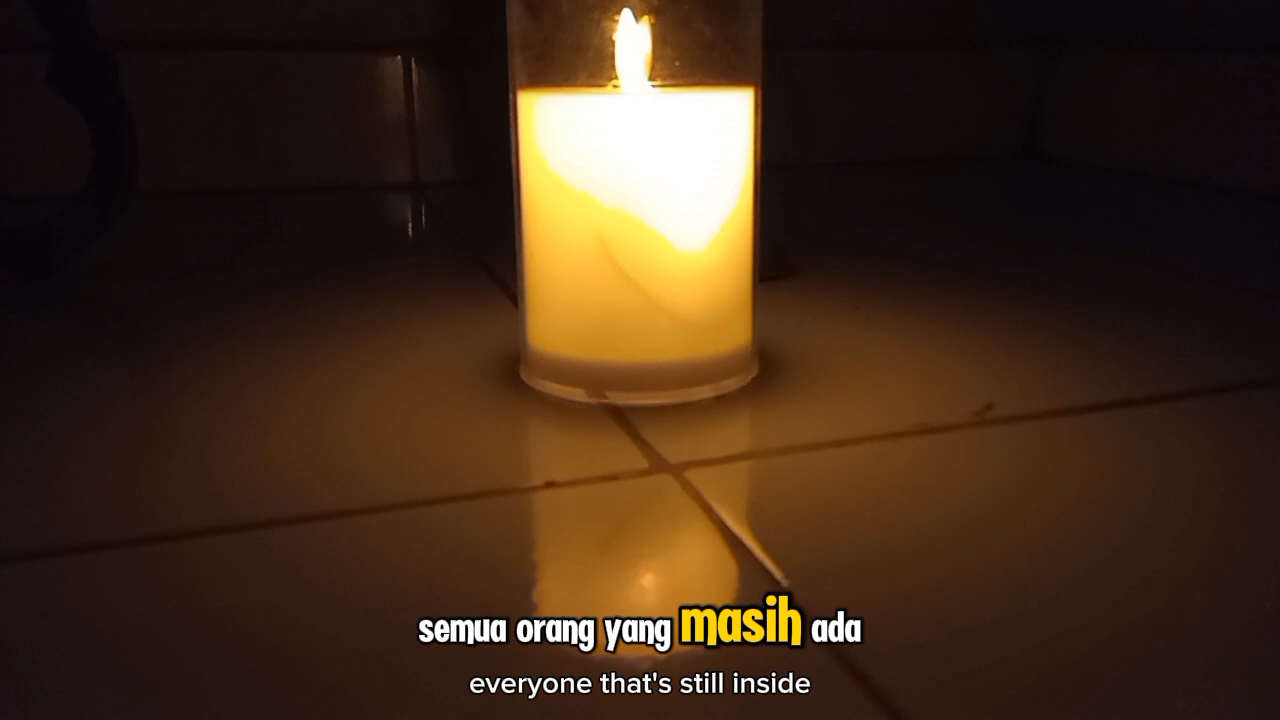 semua orang yang masih ada
everyone that's still inside